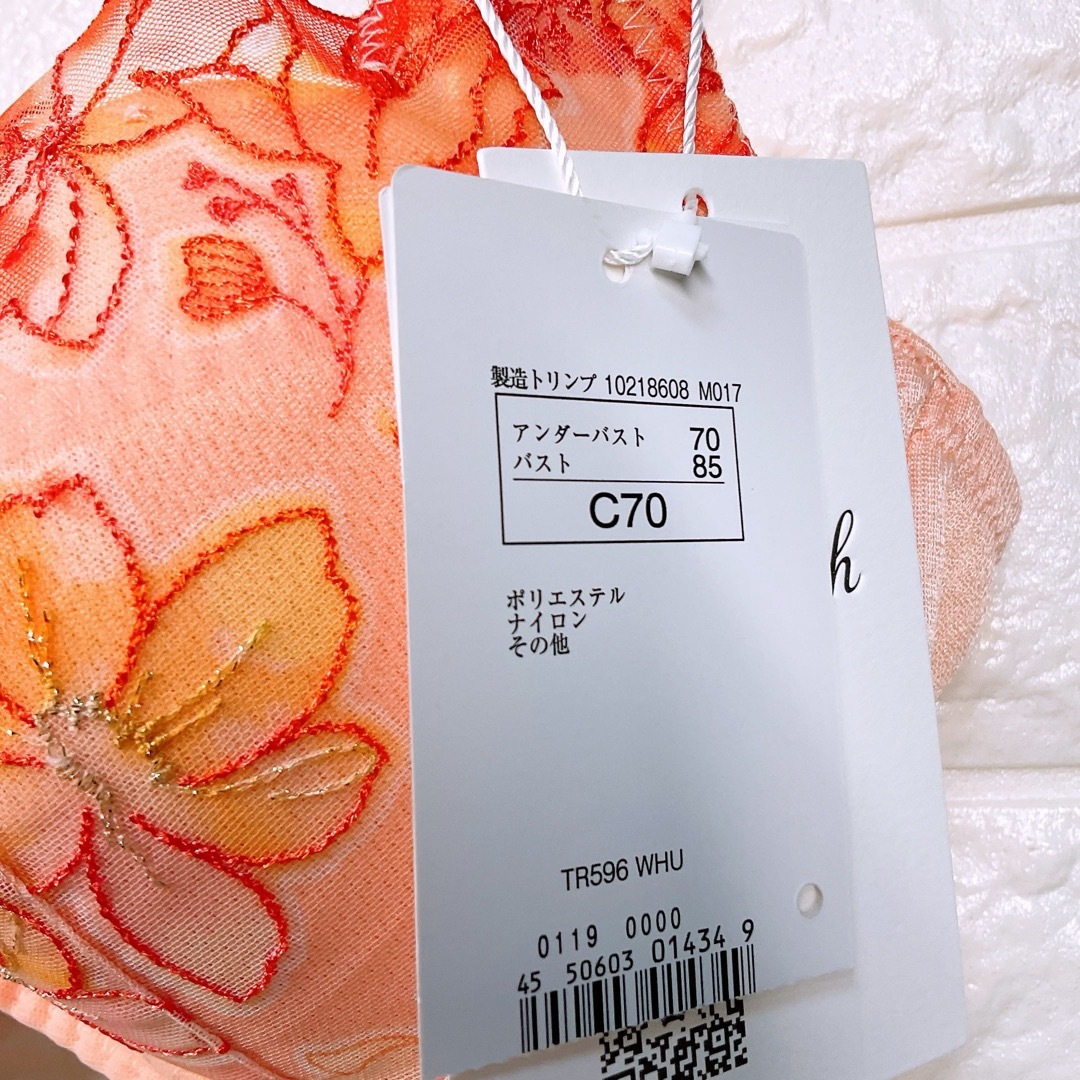 製造トリンプ 10218608 M017
アンダーバスト 70
バスト 85
C70
h
ポリエステル
ナイロン
その他
TR596 WHU
0119 0000
45 50603 01434 9